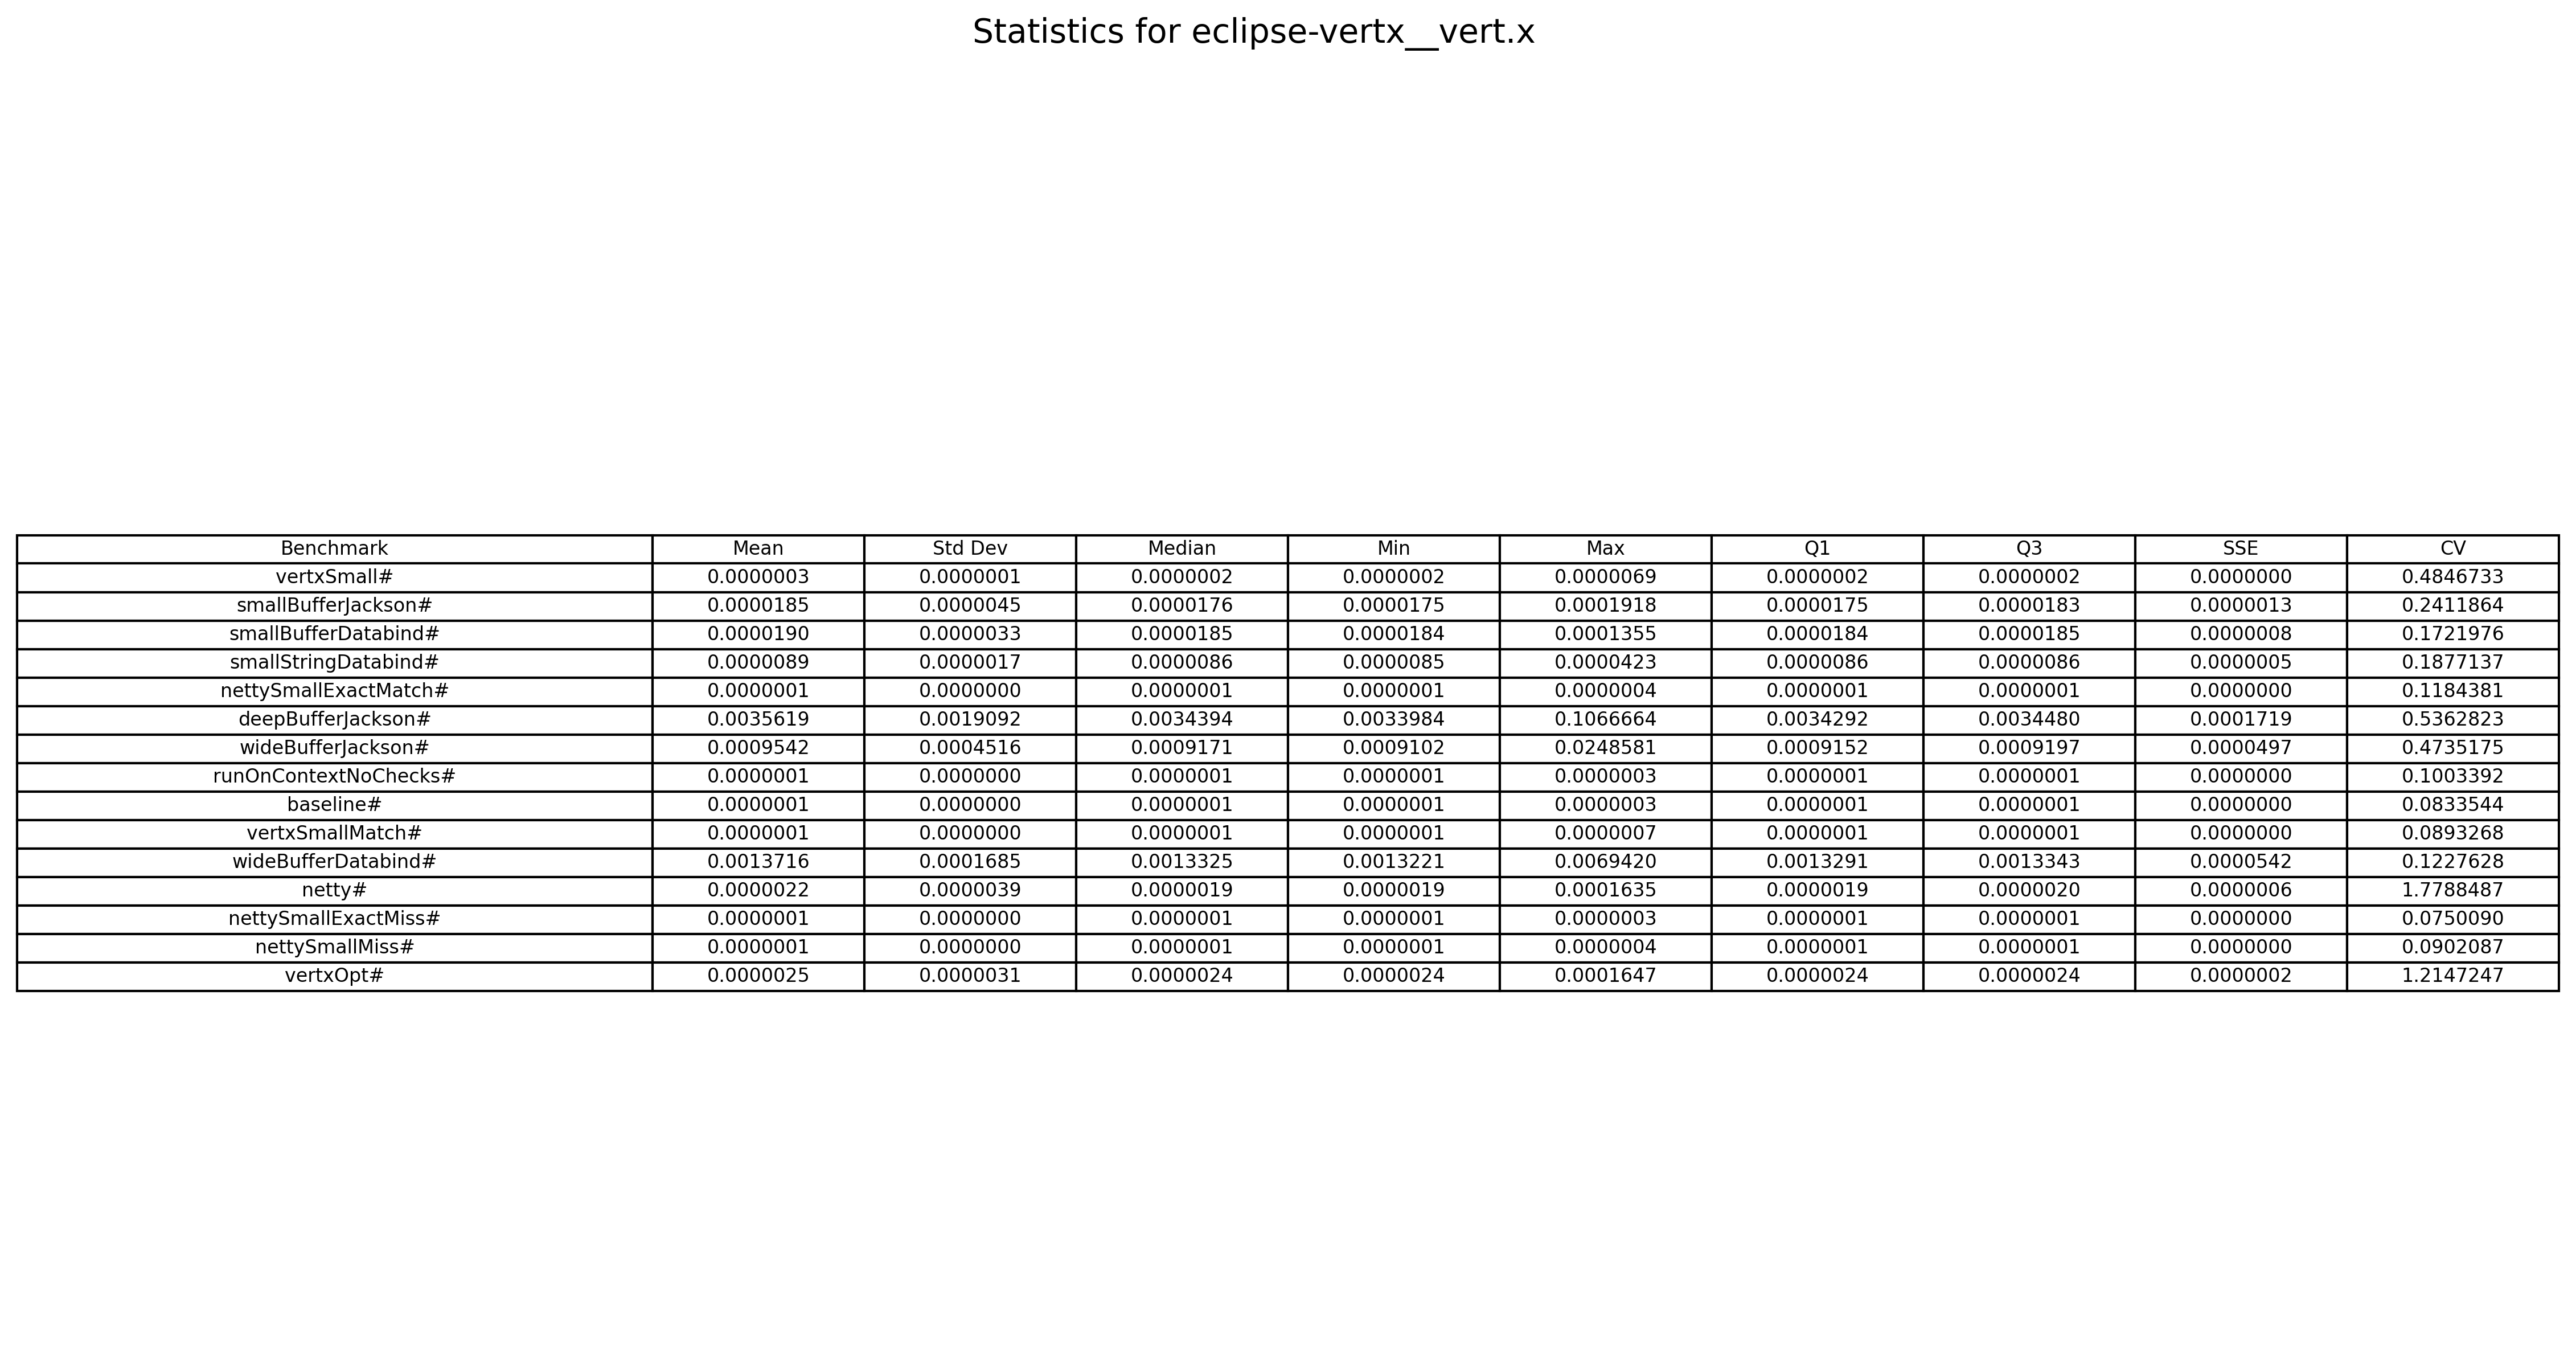 Statistics for eclipse-vertx__vert.x
Benchmark Mean Std Dev Median Min Max Q1 Q3 SSE CV
vertxSmall# 0.0000003 0.0000001 0.0000002 0.0000002 0.0000069 0.0000002 0.0000002 0.0000000 0.4846733
smallBufferJackson# 0.0000185 0.0000045 0.0000176 0.0000175 0.0001918 0.0000175 0.0000183 0.0000013 0.2411864
smallBufferDatabind# 0.0000190 0.0000033 0.0000185 0.0000184 0.0001355 0.0000184 0.0000185 0.0000008 0.1721976
smallStringDatabind# 0.0000089 0.0000017 0.0000086 0.0000085 0.0000423 0.0000086 0.0000086 0.0000005 0.1877137
nettySmallExactMatch# 0.0000001 0.0000000 0.0000001 0.0000001 0.0000004 0.0000001 0.0000001 0.0000000 0.1184381
deepBufferJackson# 0.0035619 0.0019092 0.0034394 0.0033984 0.1066664 0.0034292 0.0034480 0.0001719 0.5362823
wideBufferJackson# 0.0009542 0.0004516 0.0009171 0.0009102 0.0248581 0.0009152 0.0009197 0.0000497 0.4735175
runOnContextNoChecks# 0.0000001 0.0000000 0.0000001 0.0000001 0.0000003 0.0000001 0.0000001 0.0000000 0.1003392
baseline# 0.0000001 0.0000000 0.0000001 0.0000001 0.0000003 0.0000001 0.0000001 0.0000000 0.0833544
vertxSmallMatch# 0.0000001 0.0000000 0.0000001 0.0000001 0.0000007 0.0000001 0.0000001 0.0000000 0.0893268
wideBufferDatabind# 0.0013716 0.0001685 0.0013325 0.0013221 0.0069420 0.0013291 0.0013343 0.0000542 0.1227628
netty# 0.0000022 0.0000039 0.0000019 0.0000019 0.0001635 0.0000019 0.0000020 0.0000006 1.7788487
nettySmallExactMiss# 0.0000001 0.0000000 0.0000001 0.0000001 0.0000003 0.0000001 0.0000001 0.0000000 0.0750090
nettySmallMiss# 0.0000001 0.0000000 0.0000001 0.0000001 0.0000004 0.0000001 0.0000001 0.0000000 0.0902087
vertxOpt# 0.0000025 0.0000031 0.0000024 0.0000024 0.0001647 0.0000024 0.0000024 0.0000002 1.2147247